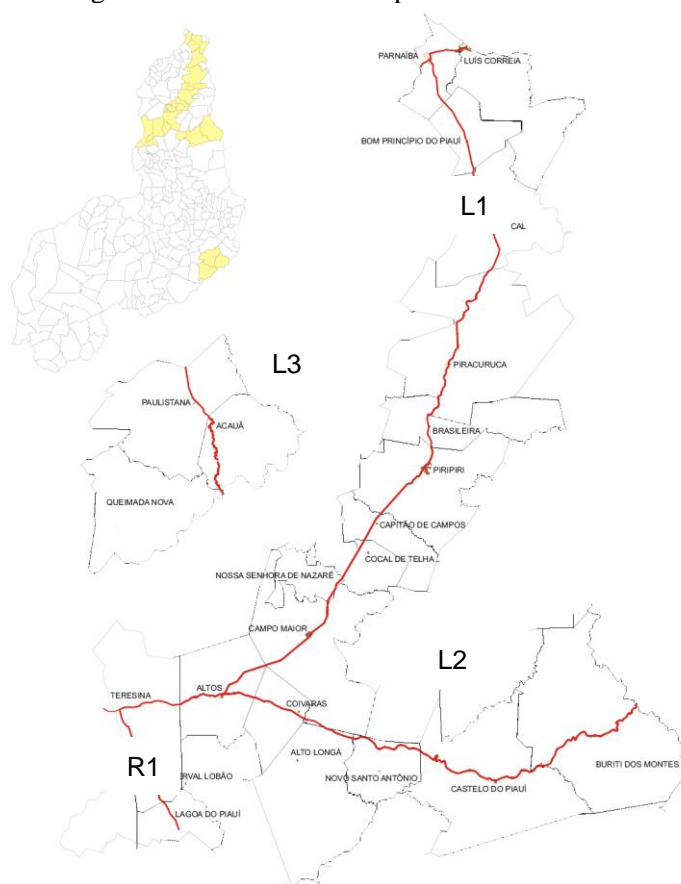 PARNAÍBA
LUÍS CORREIA
BOM PRINCÍPIO DO PIAUÍ
L1
CAL
PIRACURUCA
L3
PAULISTANA
ACAUÃ
BRASILEIRA
PIRIPIRI
QUEIMADA NOVA
CAPITÃO DE CAMPOS
COCAL DE TELHA
NOSSA SENHORA DE NAZARÉ
CAMPO MAIOR
L2
TERESINA
ALTOS
COIVARAS
ALTO LONGÁ
R1
ERVAL LOBÃO
NOVO SANTO ANTÔNIO
BURITI DOS MONTES
CASTELO DO PIAUÍ
LAGOA DO PIAUÍ